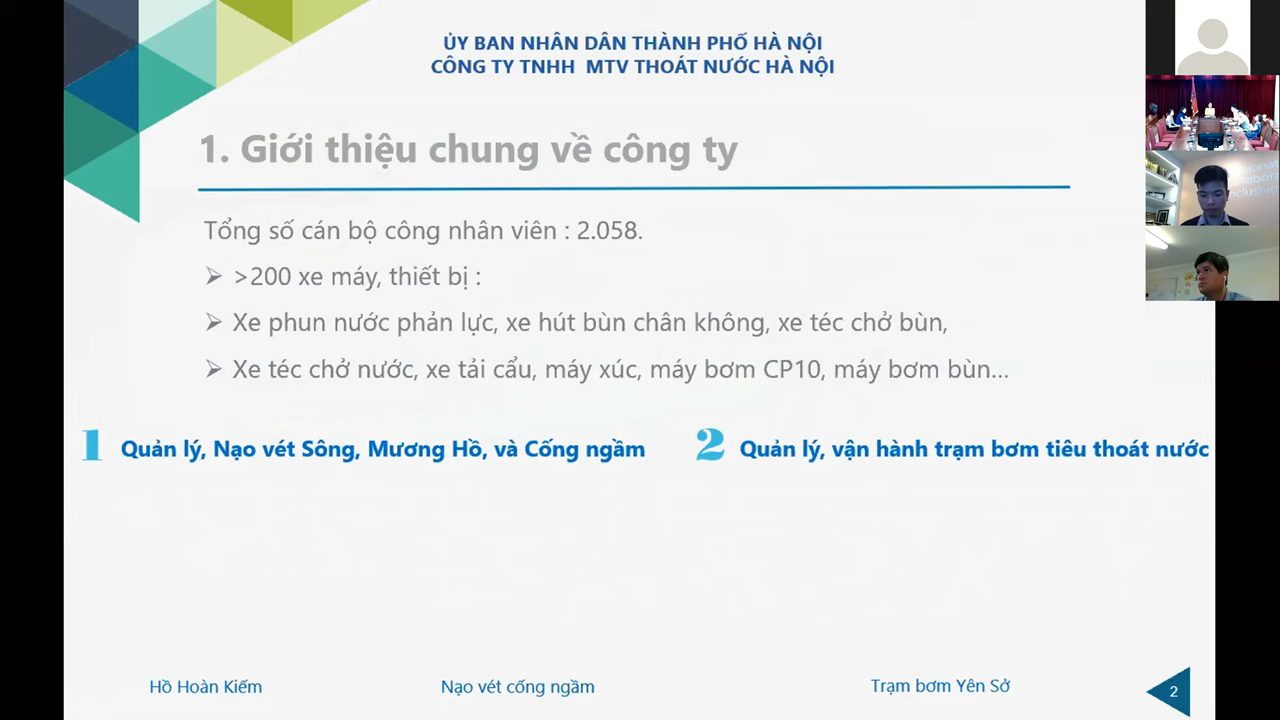 ỦY BAN NHÂN DÂN THÀNH PHỐ HÀ NỘI
CÔNG TY TNHH MTV THOÁT NƯỚC HÀ NỘI
1. Giới thiệu chung về công ty
Tổng số cán bộ công nhân viên : 2.058.
>200 xe máy, thiết bị :
Xe phun nước phản lực, xe hút bùn chân không, xe téc chở bùn,
Xe téc chở nước, xe tải cẩu, máy xúc, máy bơm CP10, máy bơm bùn...
1 Quản lý, Nạo vét Sông, Mương Hồ, và Cống ngầm
2 Quản lý, vận hành trạm bơm tiêu thoát nước
Hồ Hoàn Kiếm
Nạo vét cống ngầm
Trạm bơm Yên Sở
2